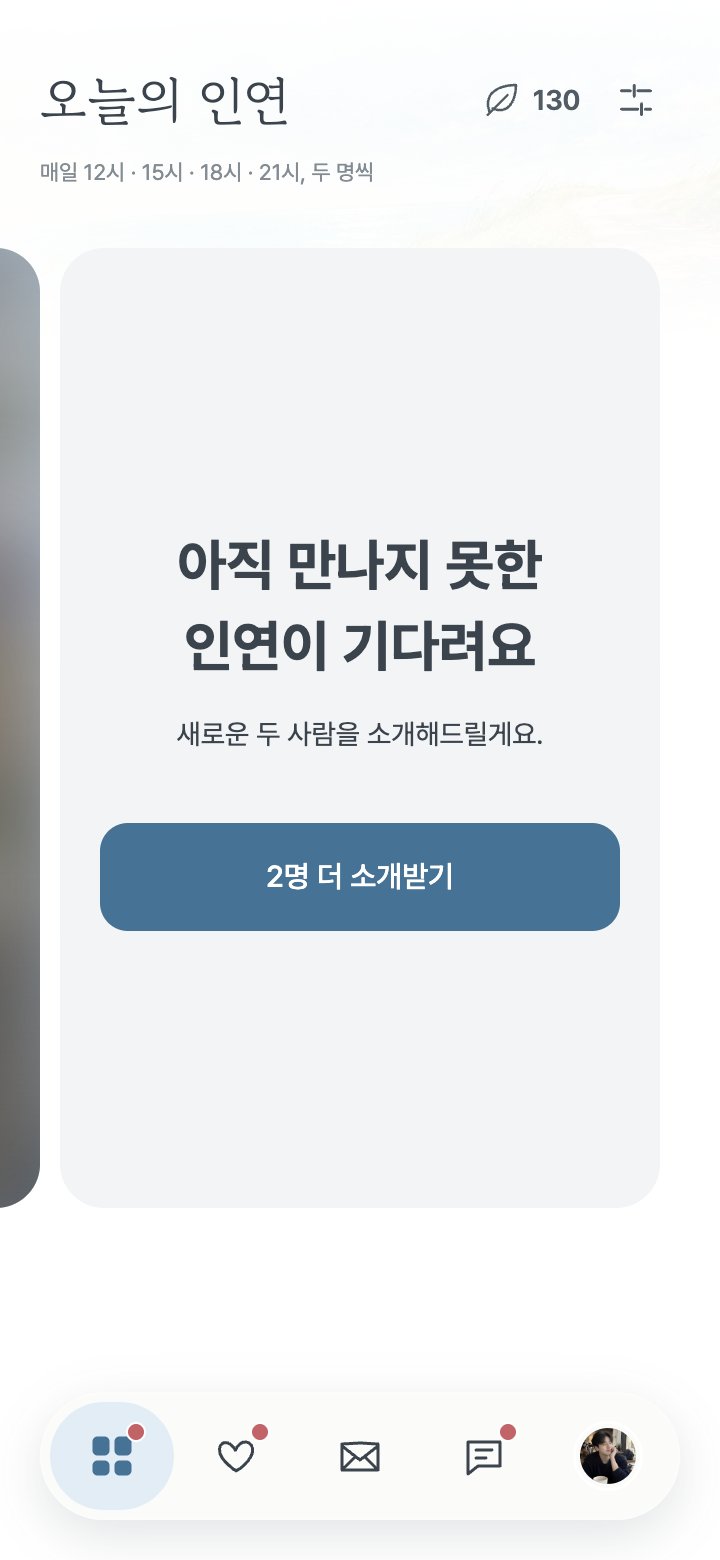 오늘의 인연
130
매일 12시 · 15시 · 18시 · 21시, 두 명씩
아직 만나지 못한
인연이 기다려요
새로운 두 사람을 소개해드릴게요.
2명 더 소개받기